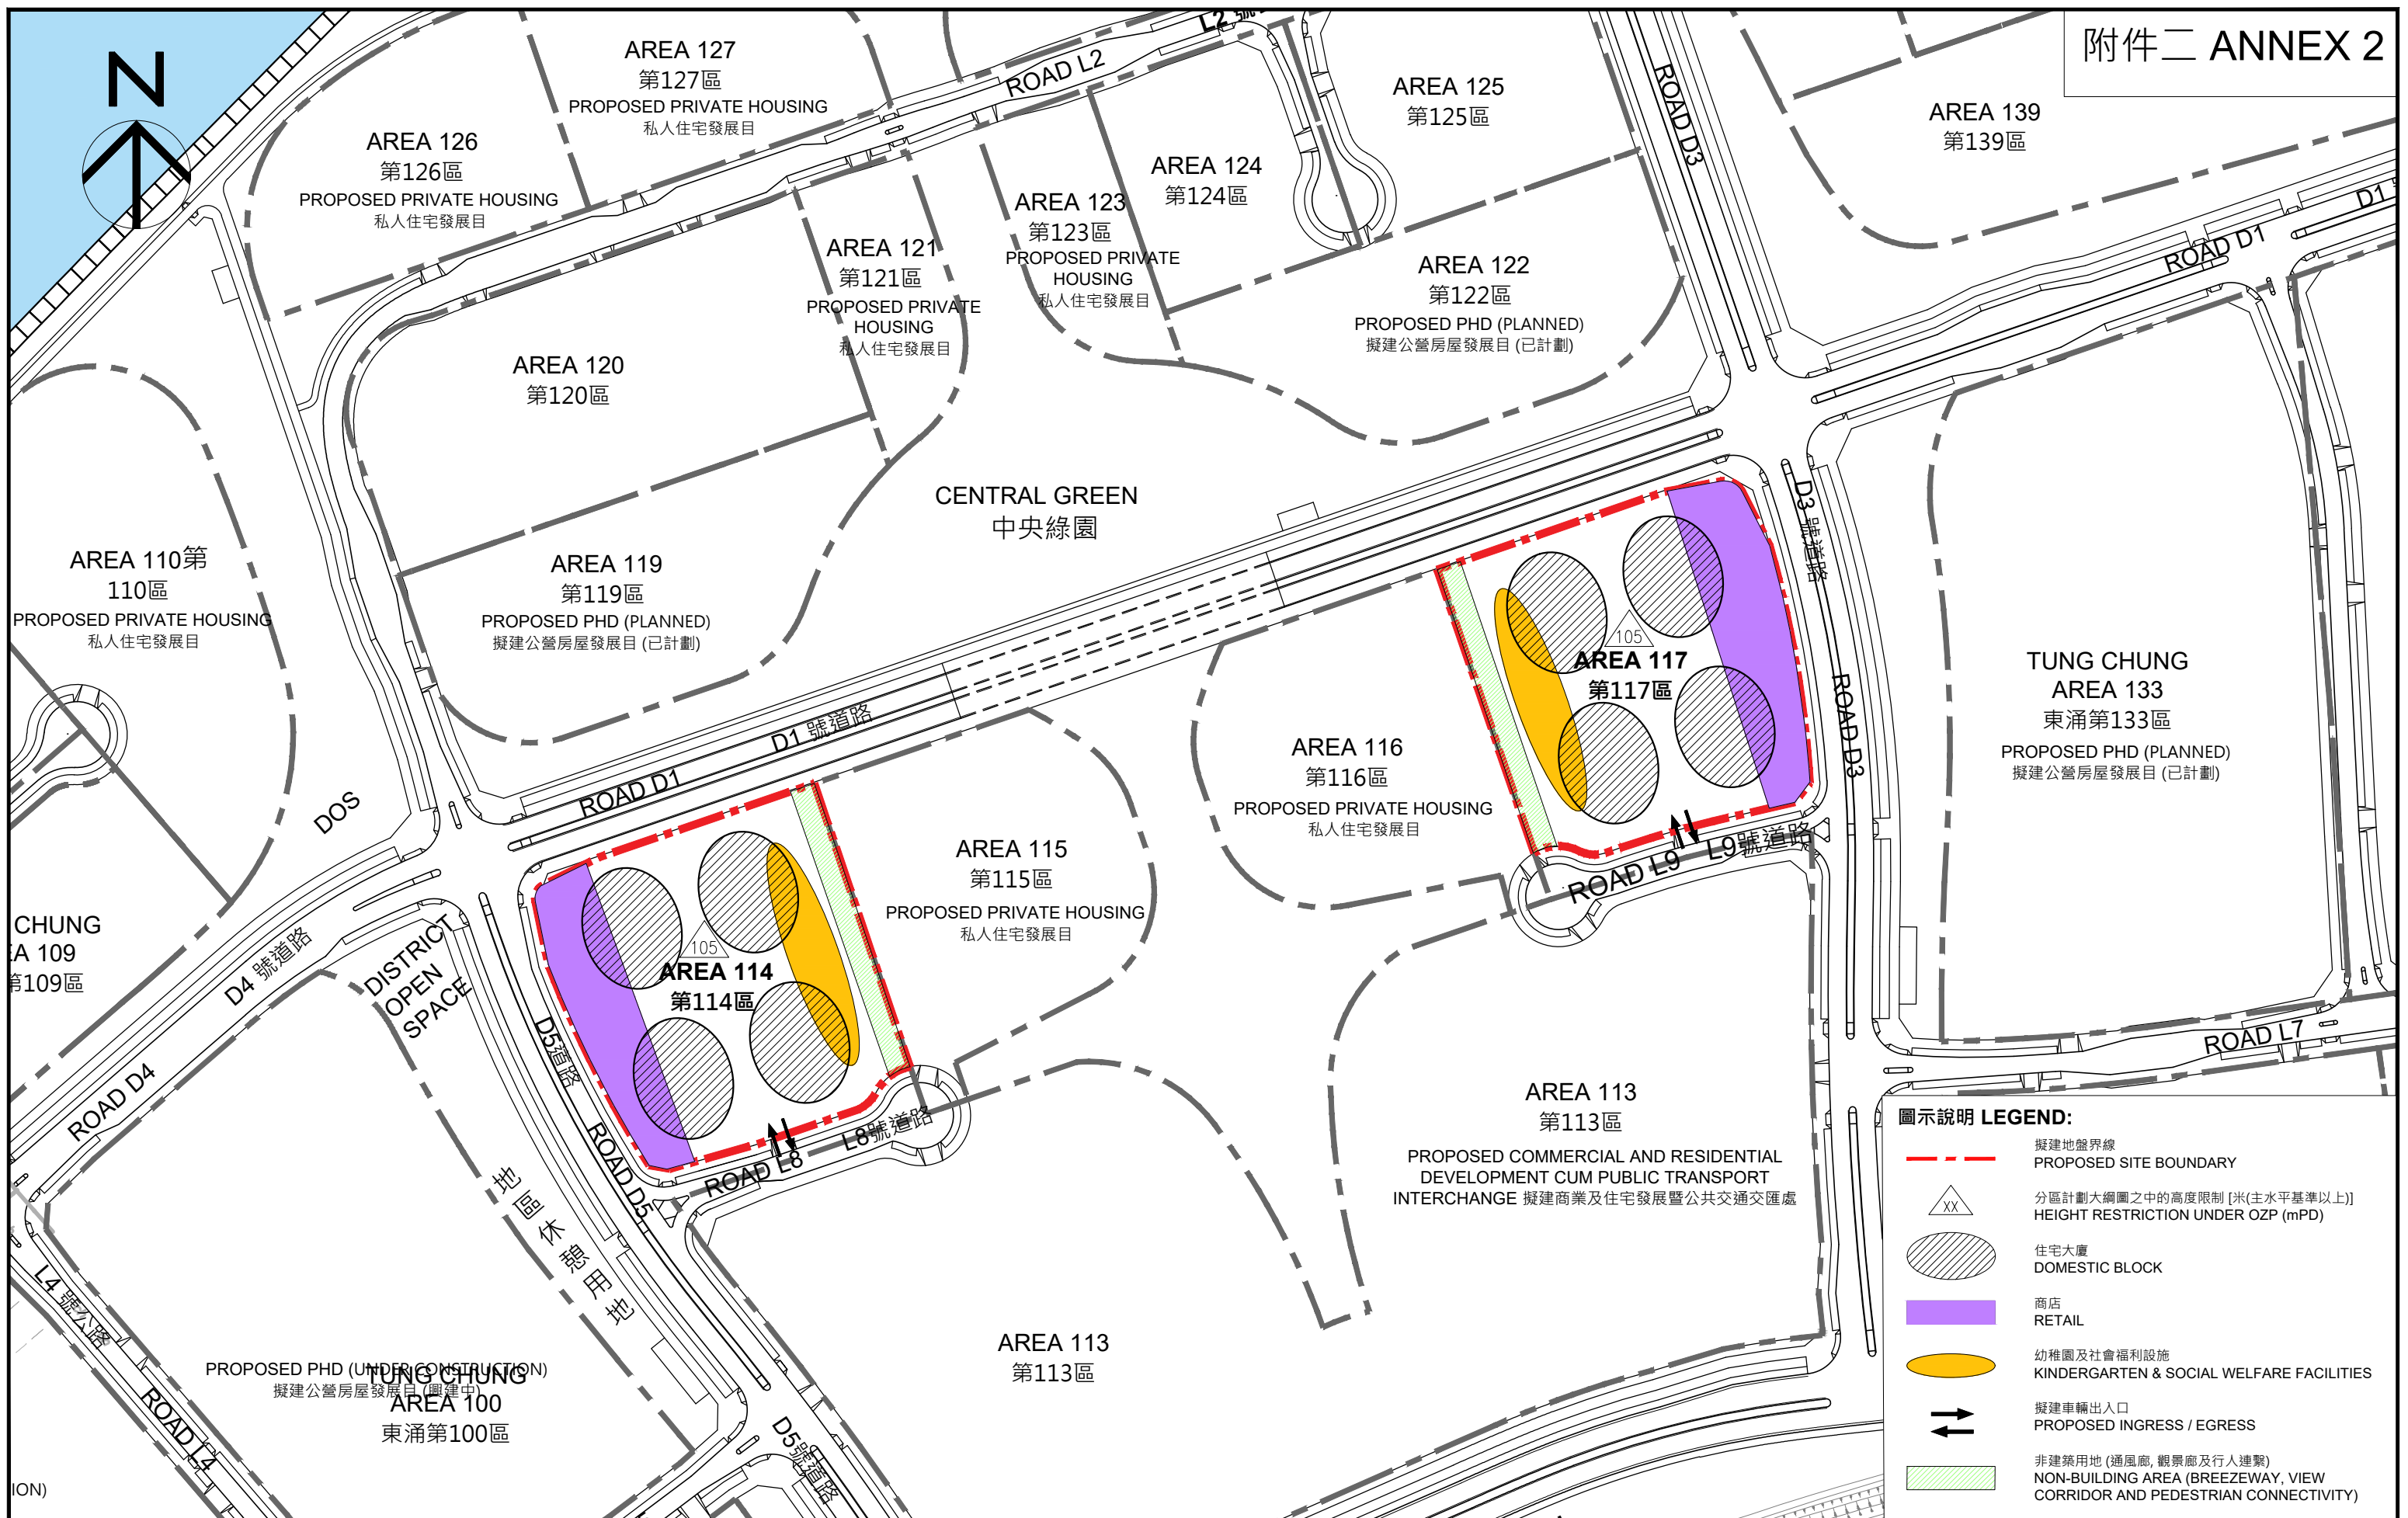 附件二 ANNEX 2
N
AREA 127
第127區
PROPOSED PRIVATE HOUSING
私人住宅發展目
AREA 126
第126區
PROPOSED PRIVATE HOUSING
私人住宅發展目
ROAD L2
AREA 125
第125區
ROAD D3
AREA 139
第139區
AREA 124
第124區
AREA 123
第123區
PROPOSED PRIVATE
HOUSING
私人住宅發展目
AREA 121
第121區
PROPOSED PRIVATE
HOUSING
私人住宅發展目
AREA 122
第122區
PROPOSED PHD (PLANNED)
擬建公營房屋發展目 (已計劃)
ROAD D1
D1
AREA 120
第120區
CENTRAL GREEN
中央綠園
D3 號道路
AREA 110第
110區
PROPOSED PRIVATE HOUSING
私人住宅發展目
AREA 119
第119區
PROPOSED PHD (PLANNED)
擬建公營房屋發展目 (已計劃)
105
AREA 117
第117區
ROAD D3
TUNG CHUNG
AREA 133
東涌第133區
PROPOSED PHD (PLANNED)
擬建公營房屋發展目 (已計劃)
D1 號道路
ROAD D1
AREA 116
第116區
PROPOSED PRIVATE HOUSING
私人住宅發展目
DOS
AREA 115
第115區
PROPOSED PRIVATE HOUSING
私人住宅發展目
ROAD L9
L9號道路
CHUNG
EA 109
第109區
D4 號道路
DISTRICT
OPEN
SPACE
105
AREA 114
第114區
D5道路
ROAD D4
ROAD D5
ROAD L8
L8號道路
ROAD L7
地區休憩用地
AREA 113
第113區
PROPOSED COMMERCIAL AND RESIDENTIAL
DEVELOPMENT CUM PUBLIC TRANSPORT
INTERCHANGE 擬建商業及住宅發展暨公共交通交匯處
AREA 113
第113區
L4 號公路
ROAD L4
PROPOSED PHD (UNDER CONSTRUCTION)
擬建公營房屋發展目 (興建中)
TUNG CHUNG
AREA 100
東涌第100區
D5號道路
ION)
圖示說明 LEGEND:
擬建地盤界線
PROPOSED SITE BOUNDARY
XX
分區計劃大綱圖之中的高度限制 [米(主水平基準以上)]
HEIGHT RESTRICTION UNDER OZP (mPD)
住宅大廈
DOMESTIC BLOCK
商店
RETAIL
幼稚園及社會福利設施
KINDERGARTEN & SOCIAL WELFARE FACILITIES
擬建車輛出入口
PROPOSED INGRESS / EGRESS
非建築用地 (通風廊, 觀景廊及行人連繫)
NON-BUILDING AREA (BREEZEWAY, VIEW
CORRIDOR AND PEDESTRIAN CONNECTIVITY)